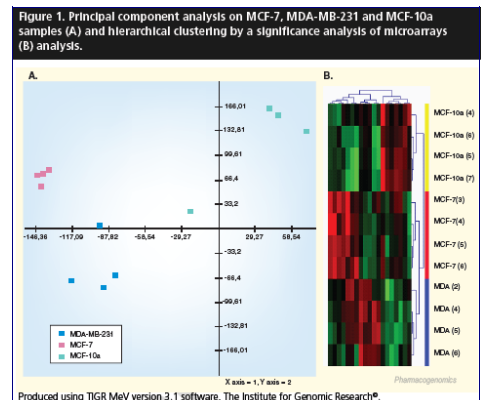 Figure 1. Principal component analysis on MCF-7, MDA-MB-231 and MCF-10a
samples (A) and hierarchical clustering by a significance analysis of microarrays
(B) analysis.
A.
B.
166,01
132,81
99,61
66,4
33,2
-146,36 -117,09 -87,82 -58,54 -29,27 29,27 58,54
-33,2
-66,4
-99,61
-132,81
-166,01
MDA-MB-231
MCF-7
MCF-10a
X axis = 1, Y axis = 2
MCF-10a (4)
MCF-10a (6)
MCF-10a (5)
MCF-10a (7)
MCF-7(3)
MCF-7(4)
MCF-7 (5)
MCF-7 (6)
MDA (2)
MDA (4)
MDA (5)
MDA (6)
Pharmacogenomics
Produced using TIGR MeV version 3.1 software. The Institute for Genomic Research®.